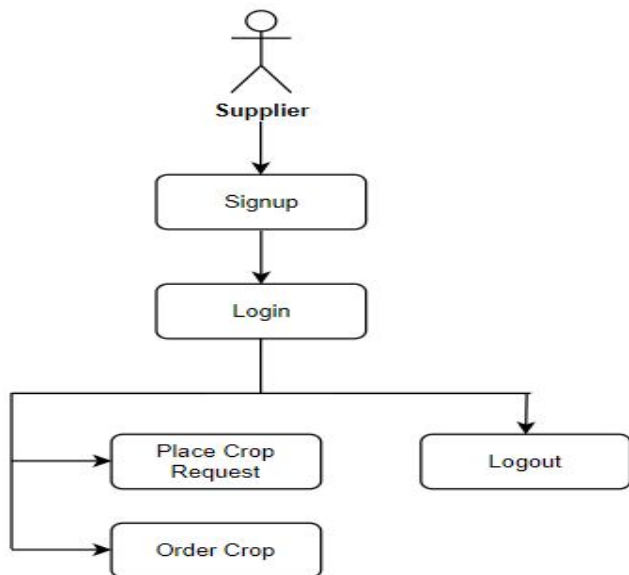 Supplier
Signup
Login
Place Crop
Request
Logout
Order Crop